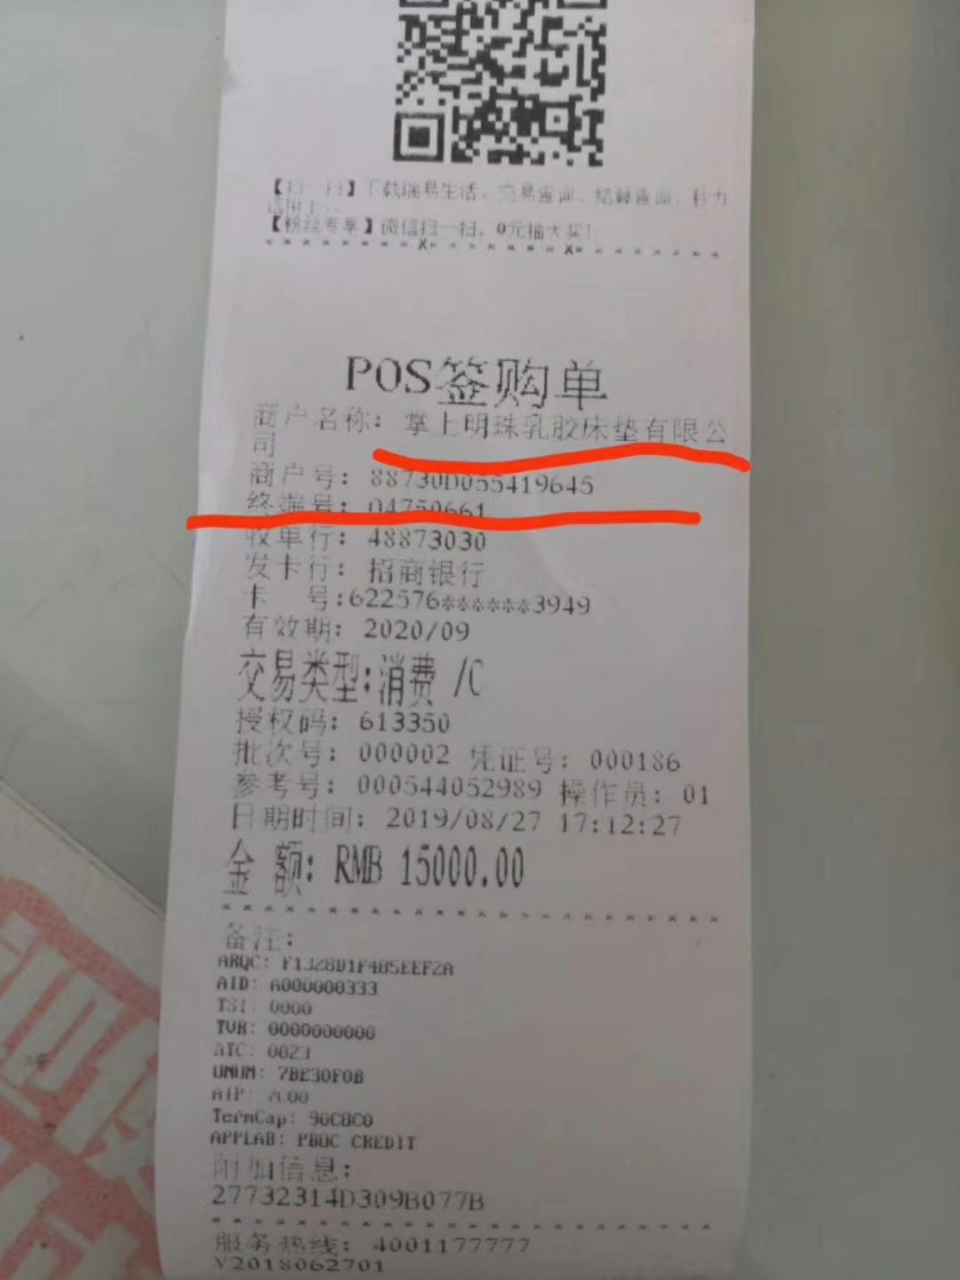 【扫一扫】下载瑞易生活、交易查询、结算查询、秒办
信用卡...
【粉丝专享】微信扫一扫, 0元抽大奖!
POS签购单
商户名称: 掌上明珠乳胶床垫有限公
司
商户号: 88730D055419645
终端号: 04750661
收单行: 48873030
发卡行: 招商银行
卡 号:622576******3949
有效期: 2020/09
交易类型:消费 /C
授权码: 613350
批次号: 000002 凭证号: 000186
参考号: 000544052989 操作员: 01
日期时间: 2019/08/27 17:12:27
金 额: RMB 15000.00
备注:
ARQC: F1328D1F485EEF2A
AID: A000000333
TSI: 0000
TVR: 0000000000
ATC: 0023
UNUM: 7BE30F0B
AIP: 7C00
TermCap: 90C8C0
APPLAB: PBOC CREDIT
附加信息:
27732314D309B077B
服务热线: 4001177777
V2018062701